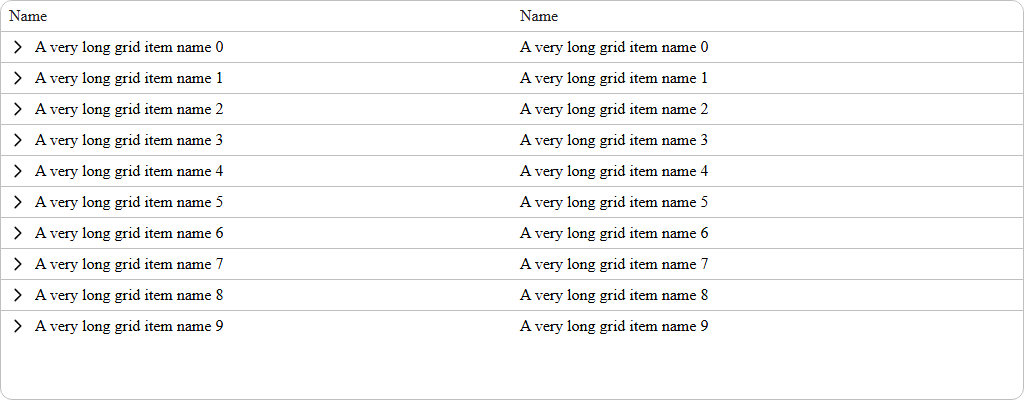 Name Name
A very long grid item name 0 A very long grid item name 0
A very long grid item name 1 A very long grid item name 1
A very long grid item name 2 A very long grid item name 2
A very long grid item name 3 A very long grid item name 3
A very long grid item name 4 A very long grid item name 4
A very long grid item name 5 A very long grid item name 5
A very long grid item name 6 A very long grid item name 6
A very long grid item name 7 A very long grid item name 7
A very long grid item name 8 A very long grid item name 8
A very long grid item name 9 A very long grid item name 9